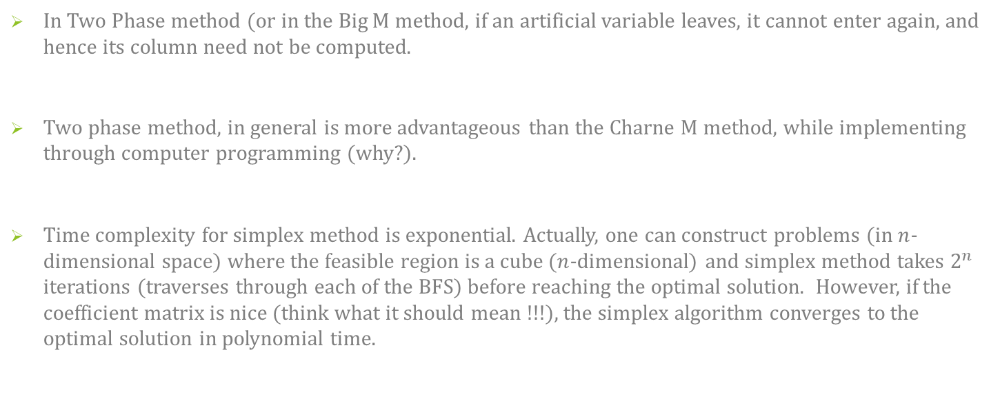 ➢ In Two Phase method (or in the Big M method, if an artificial variable leaves, it cannot enter again, and
hence its column need not be computed.
➢ Two phase method, in general is more advantageous than the Charne M method, while implementing
through computer programming (why?).
➢ Time complexity for simplex method is exponential. Actually, one can construct problems (in 𝑛-
dimensional space) where the feasible region is a cube (𝑛-dimensional) and simplex method takes 2ⁿ
iterations (traverses through each of the BFS) before reaching the optimal solution. However, if the
coefficient matrix is nice (think what it should mean !!!), the simplex algorithm converges to the
optimal solution in polynomial time.